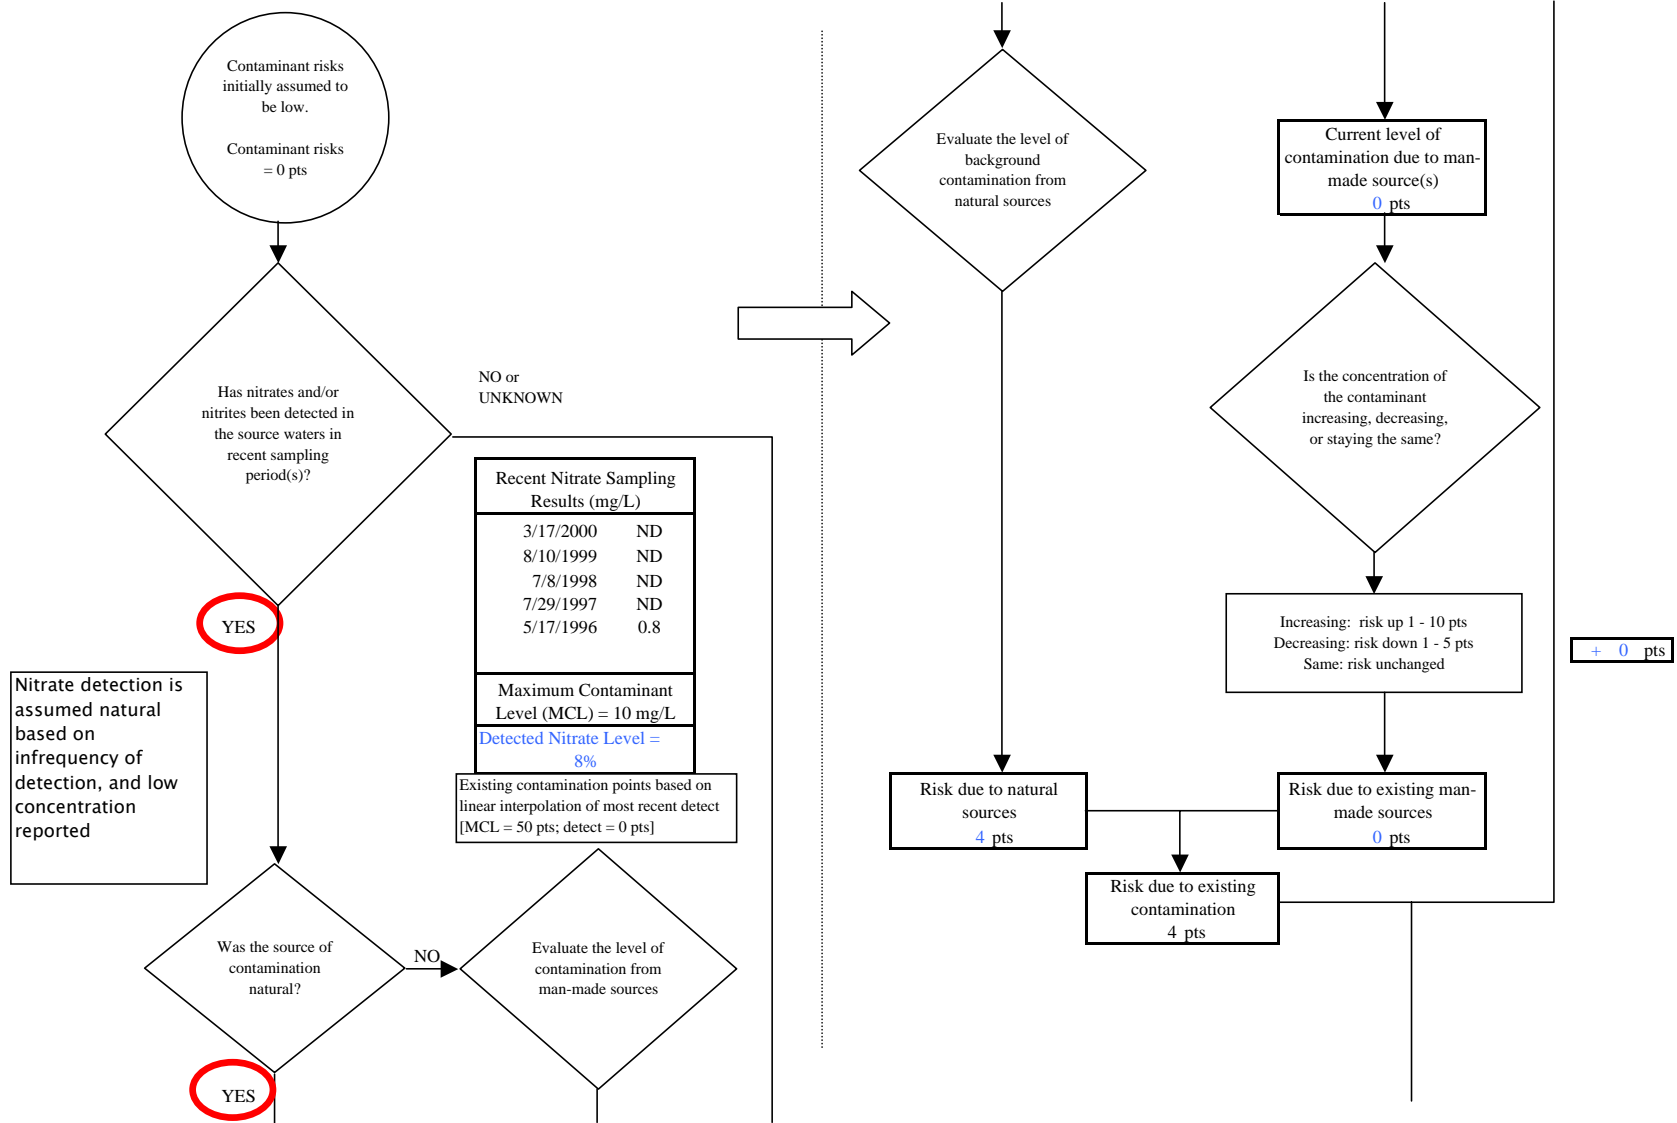 Contaminant risks
initially assumed to
be low.
Contaminant risks
= 0 pts
Has nitrates and/or
nitrites been detected in
the source waters in
recent sampling
period(s)?
NO or
UNKNOWN
YES
Recent Nitrate Sampling
Results (mg/L)
3/17/2000 ND
8/10/1999 ND
7/8/1998 ND
7/29/1997 ND
5/17/1996 0.8
Maximum Contaminant
Level (MCL) = 10 mg/L
Detected Nitrate Level =
8%
Existing contamination points based on
linear interpolation of most recent detect
[MCL = 50 pts; detect = 0 pts]
Nitrate detection is
assumed natural
based on
infrequency of
detection, and low
concentration
reported
Was the source of
contamination
natural?
NO
Evaluate the level of
contamination from
man-made sources
YES
Evaluate the level of
background
contamination from
natural sources
Current level of
contamination due to man-
made source(s)
0 pts
Is the concentration of
the contaminant
increasing, decreasing,
or staying the same?
Increasing: risk up 1 - 10 pts
Decreasing: risk down 1 - 5 pts
Same: risk unchanged
+ 0 pts
Risk due to natural
sources
4 pts
Risk due to existing man-
made sources
0 pts
Risk due to existing
contamination
4 pts